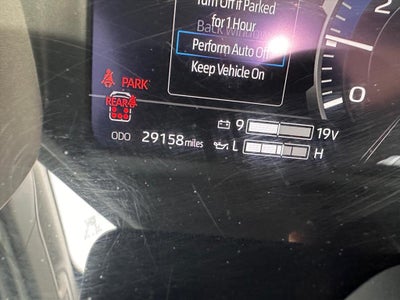 Turn Off if Parked
for 1 Hour
Back Window
Perform Auto Off
Keep Vehicle On
2
0
PARK
REAR
9 19V
ODO 29158 miles
L H